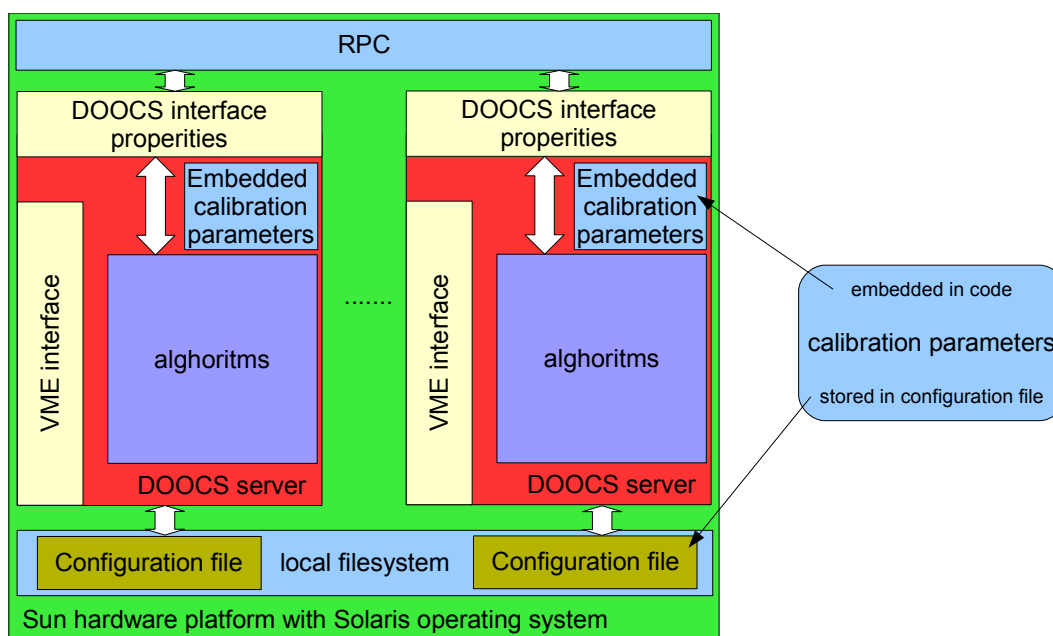 RPC
DOOCS interface
properities
DOOCS interface
properities
Embedded
calibration
parameters
Embedded
calibration
parameters
VME interface
alghoritms
.......
VME interface
alghoritms
embedded in code
calibration parameters
stored in configuration file
DOOCS server
DOOCS server
Configuration file
local filesystem
Configuration file
Sun hardware platform with Solaris operating system